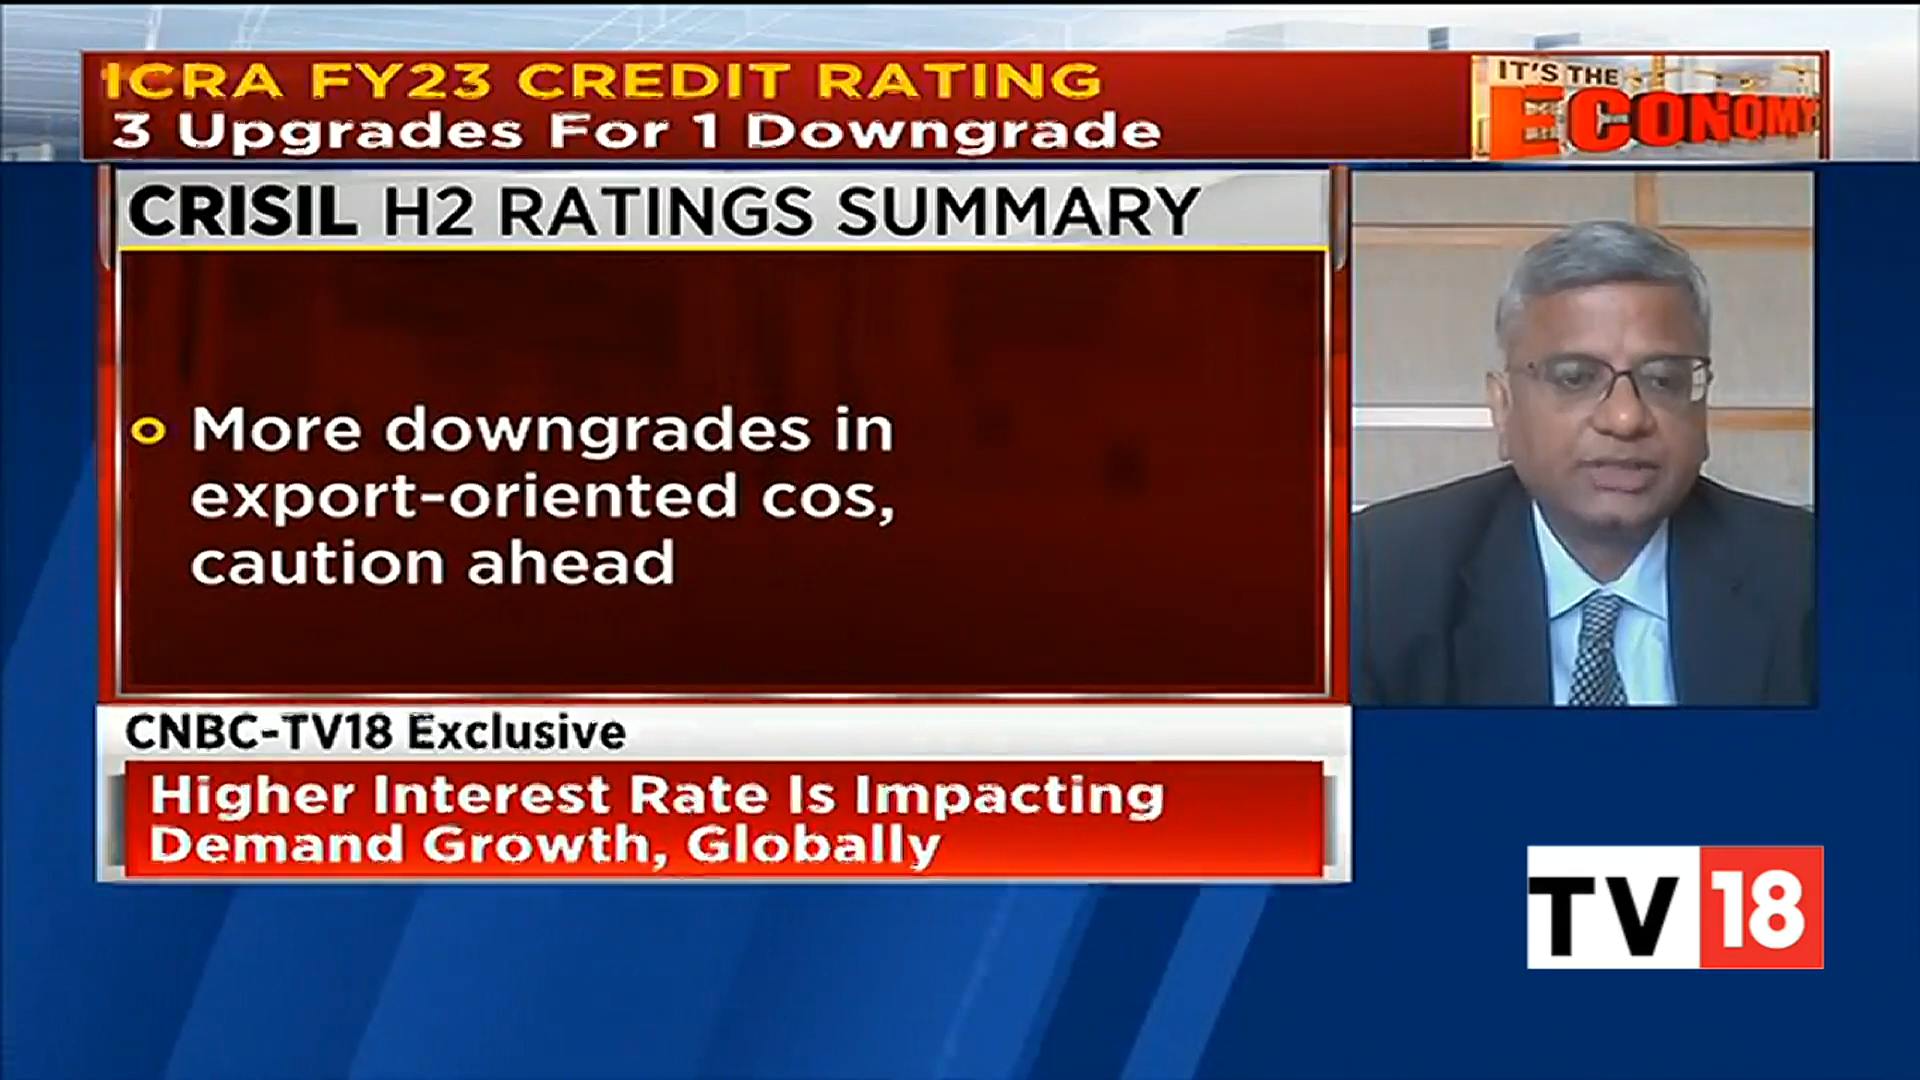 ICRA FY23 CREDIT RATING
3 Upgrades For 1 Downgrade
IT'S THE
ECONOMY
CRISIL H2 RATINGS SUMMARY
More downgrades in
export-oriented cos,
caution ahead
CNBC-TV18 Exclusive
Higher Interest Rate Is Impacting
Demand Growth, Globally
TV18